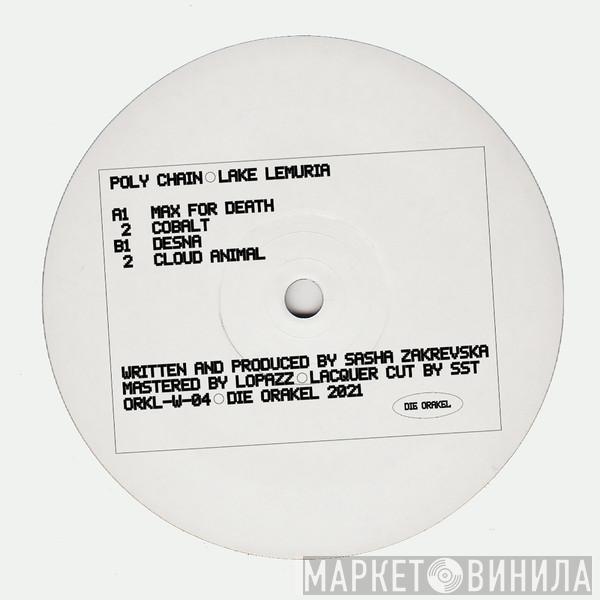 POLY CHAIN○LAKE LEMURIA
A1 MAX FOR DEATH
2 COBALT
B1 DESNA
2 CLOUD ANIMAL
WRITTEN AND PRODUCED BY SASHA ZAKREVSKA
MASTERED BY LOPAZZ○LACQUER CUT BY SST
ORKL-W-04○DIE ORAKEL 2021
DIE ORAKEL
МАРКЕТ ВИНИЛА